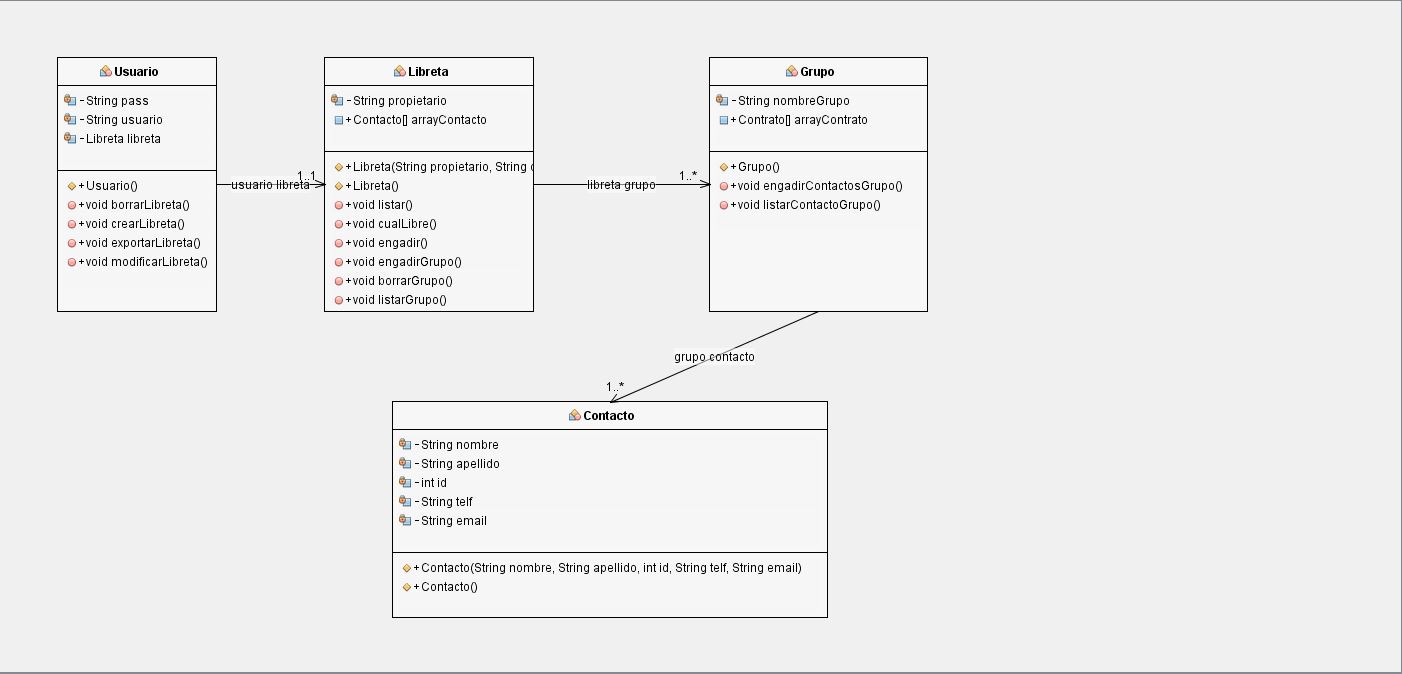 Usuario
- String pass
- String usuario
- Libreta libreta
+ Usuario()
+ void borrarLibreta()
+ void crearLibreta()
+ void exportarLibreta()
+ void modificarLibreta()
usuario libreta
1..1
Libreta
- String propietario
+ Contacto[] arrayContacto
+ Libreta(String propietario, String
+ Libreta()
+ void listar()
+ void cualLibre()
+ void engadir()
+ void engadirGrupo()
+ void borrarGrupo()
+ void listarGrupo()
libreta grupo
1..*
Grupo
- String nombreGrupo
+ Contrato[] arrayContrato
+ Grupo()
+ void engadirContactosGrupo()
+ void listarContactoGrupo()
grupo contacto
1..*
Contacto
- String nombre
- String apellido
- int id
- String telf
- String email
+ Contacto(String nombre, String apellido, int id, String telf, String email)
+ Contacto()